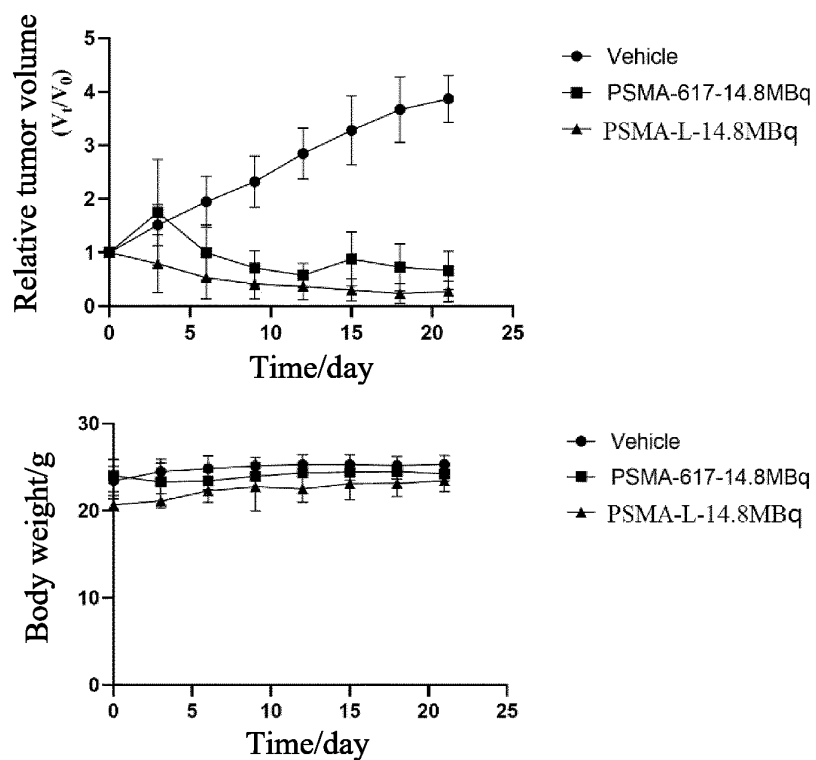 Relative tumor volume
(Vt/V0)
5
4
3
2
1
0
0 5 10 15 20 25
Time/day
Vehicle
PSMA-617-14.8MBq
PSMA-L-14.8MBq
Body weight/g
30
20
10
0
0 5 10 15 20 25
Time/day
Vehicle
PSMA-617-14.8MBq
PSMA-L-14.8MBq